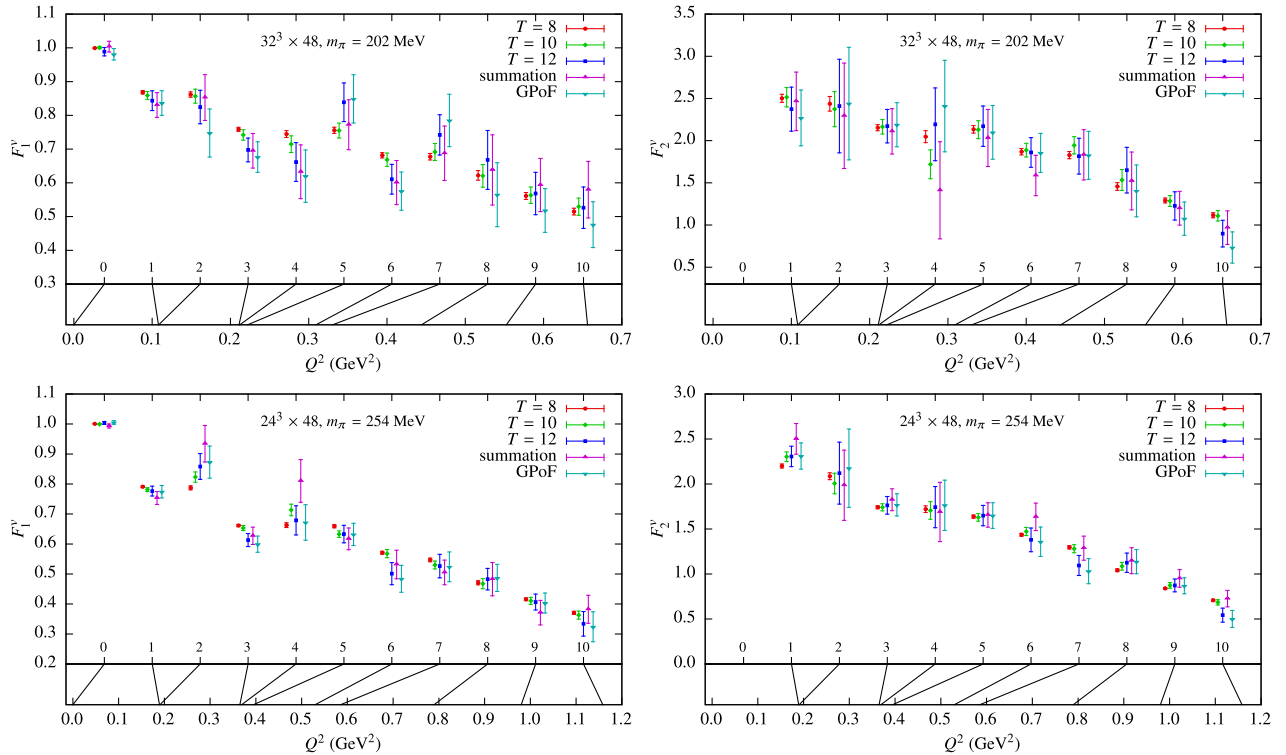 1.1
1.0
0.9
0.8
0.7
0.6
0.5
0.4
0.3
F₁ᵛ
32³ × 48, mπ = 202 MeV
T = 8
T = 10
T = 12
summation
GPoF
0 1 2 3 4 5 6 7 8 9 10
0 0.1 0.2 0.3 0.4 0.5 0.6 0.7
Q² (GeV²)
3.5
3.0
2.5
2.0
1.5
1.0
0.5
F₂ᵛ
32³ × 48, mπ = 202 MeV
T = 8
T = 10
T = 12
summation
GPoF
0 1 2 3 4 5 6 7 8 9 10
0.0 0.1 0.2 0.3 0.4 0.5 0.6 0.7
Q² (GeV²)
1.1
1.0
0.9
0.8
0.7
0.6
0.5
0.4
0.3
0.2
F₁ᵛ
24³ × 48, mπ = 254 MeV
T = 8
T = 10
T = 12
summation
GPoF
0 1 2 3 4 5 6 7 8 9 10
0.0 0.1 0.2 0.3 0.4 0.5 0.6 0.7 0.8 0.9 1.0 1.1 1.2
Q² (GeV²)
3.0
2.5
2.0
1.5
1.0
0.5
0.0
F₂ᵛ
24³ × 48, mπ = 254 MeV
T = 8
T = 10
T = 12
summation
GPoF
0 1 2 3 4 5 6 7 8 9 10
0.0 0.1 0.2 0.3 0.4 0.5 0.6 0.7 0.8 0.9 1.0 1.1 1.2
Q² (GeV²)